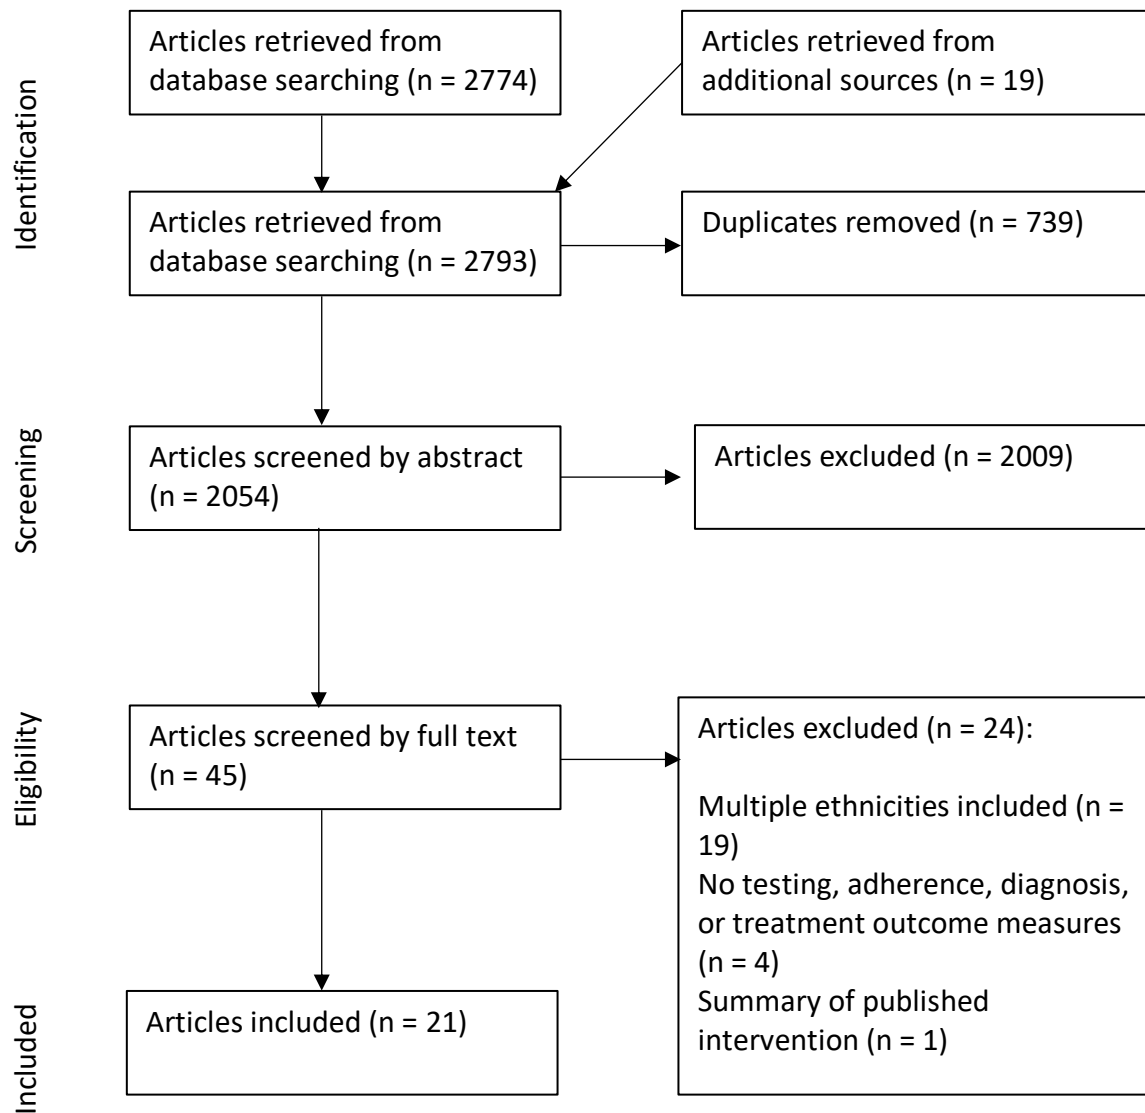 Identification
Articles retrieved from
database searching (n = 2774)
Articles retrieved from
additional sources (n = 19)
Articles retrieved from
database searching (n = 2793)
Duplicates removed (n = 739)
Screening
Articles screened by abstract
(n = 2054)
Articles excluded (n = 2009)
Eligibility
Articles screened by full text
(n = 45)
Articles excluded (n = 24):
Multiple ethnicities included (n =
19)
No testing, adherence, diagnosis,
or treatment outcome measures
(n = 4)
Summary of published
intervention (n = 1)
Included
Articles included (n = 21)